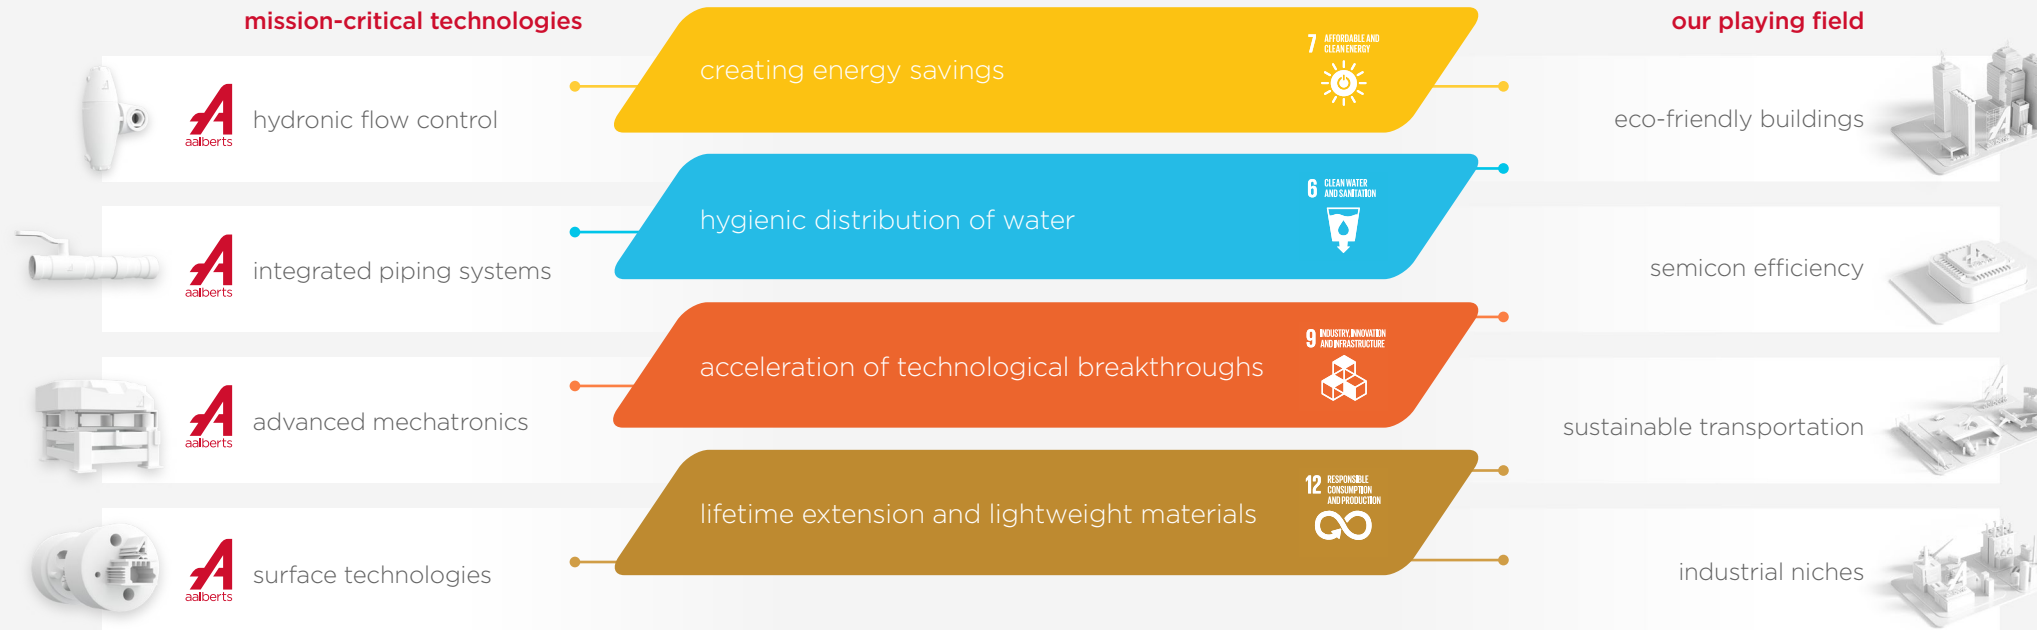 mission-critical technologies
our playing field
creating energy savings
7 AFFORDABLE AND
CLEAN ENERGY
aalberts
hydronic flow control
eco-friendly buildings
hygienic distribution of water
6 CLEAN WATER
AND SANITATION
aalberts
integrated piping systems
semicon efficiency
acceleration of technological breakthroughs
9 INDUSTRY, INNOVATION
AND INFRASTRUCTURE
aalberts
advanced mechatronics
sustainable transportation
lifetime extension and lightweight materials
12 RESPONSIBLE
CONSUMPTION
AND PRODUCTION
aalberts
surface technologies
industrial niches